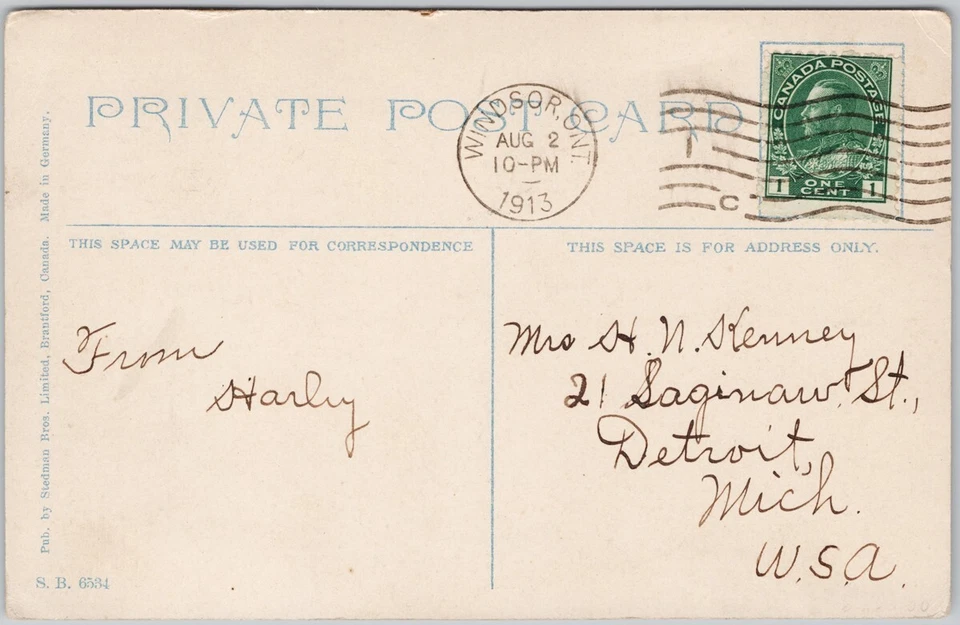 PRIVATE POST CARD
WINDSOR, ONT.
AUG 2
10-PM
1913
C
CANADA POSTAGE
1 ONE CENT 1
THIS SPACE MAY BE USED FOR CORRESPONDENCE
THIS SPACE IS FOR ADDRESS ONLY.
From
Harley
Mrs H. N. Kenney
21 Saginaw St.,
Detroit,
Mich.
U.S.A.
Pub. by Stedman Bros. Limited, Brantford, Canada. Made in Germany.
S. B. 6534